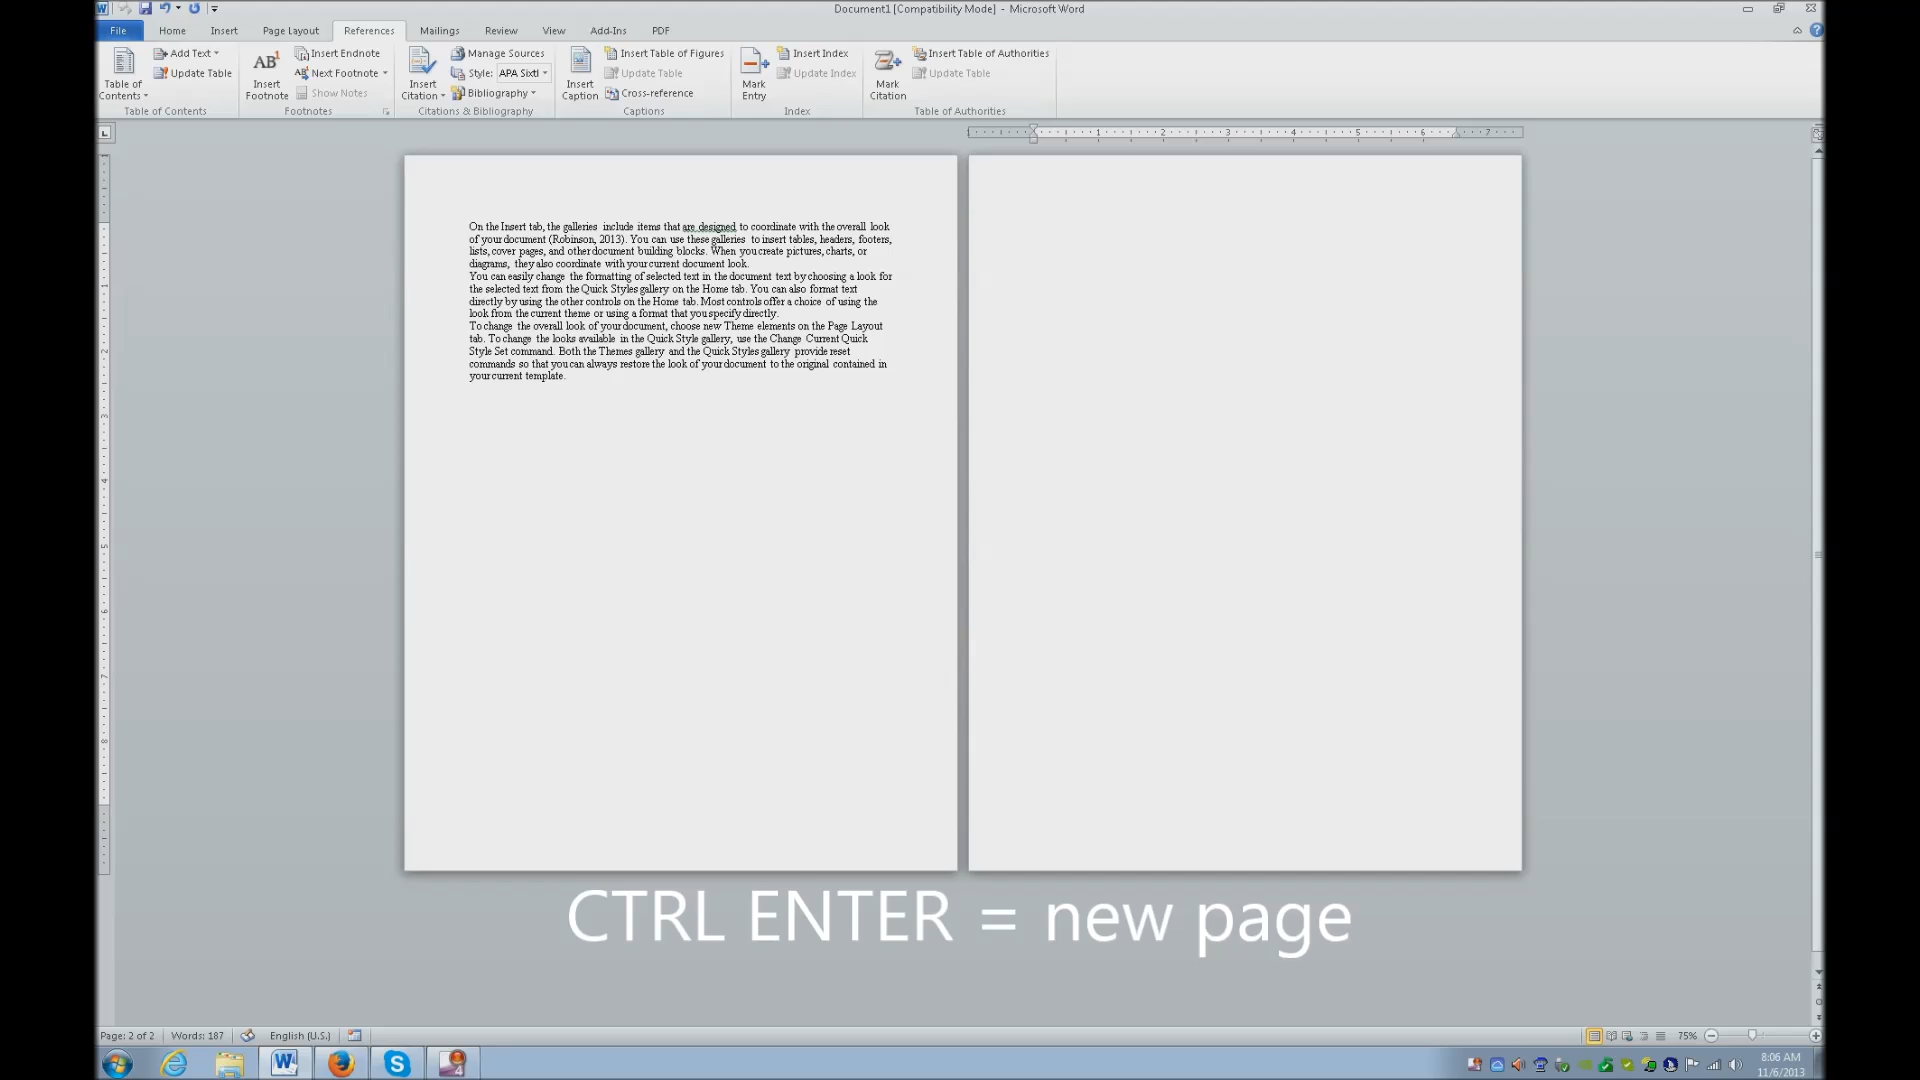 Document1 [Compatibility Mode] - Microsoft Word
File Home Insert Page Layout References Mailings Review View Add-Ins PDF
Table of Contents
Add Text
Update Table
Table of Contents
AB1
Insert Footnote
Insert Endnote
AB1 Next Footnote
Show Notes
Footnotes
Insert Citation
Manage Sources
Style: APA Sixtl
Bibliography
Citations & Bibliography
Insert Caption
Insert Table of Figures
Update Table
Cross-reference
Captions
Mark Entry
Insert Index
Update Index
Index
Mark Citation
Insert Table of Authorities
Update Table
Table of Authorities
1 2 3 4 5 6 7
On the Insert tab, the galleries include items that are designed to coordinate with the overall look
of your document (Robinson, 2013). You can use these galleries to insert tables, headers, footers,
lists, cover pages, and other document building blocks. When you create pictures, charts, or
diagrams, they also coordinate with your current document look.
You can easily change the formatting of selected text in the document text by choosing a look for
the selected text from the Quick Styles gallery on the Home tab. You can also format text
directly by using the other controls on the Home tab. Most controls offer a choice of using the
look from the current theme or using a format that you specify directly.
To change the overall look of your document, choose new Theme elements on the Page Layout
tab. To change the looks available in the Quick Style gallery, use the Change Current Quick
Style Set command. Both the Themes gallery and the Quick Styles gallery provide reset
commands so that you can always restore the look of your document to the original contained in
your current template.
CTRL ENTER = new page
Page: 2 of 2 Words: 187 English (U.S.) 75%
8:06 AM
11/6/2013